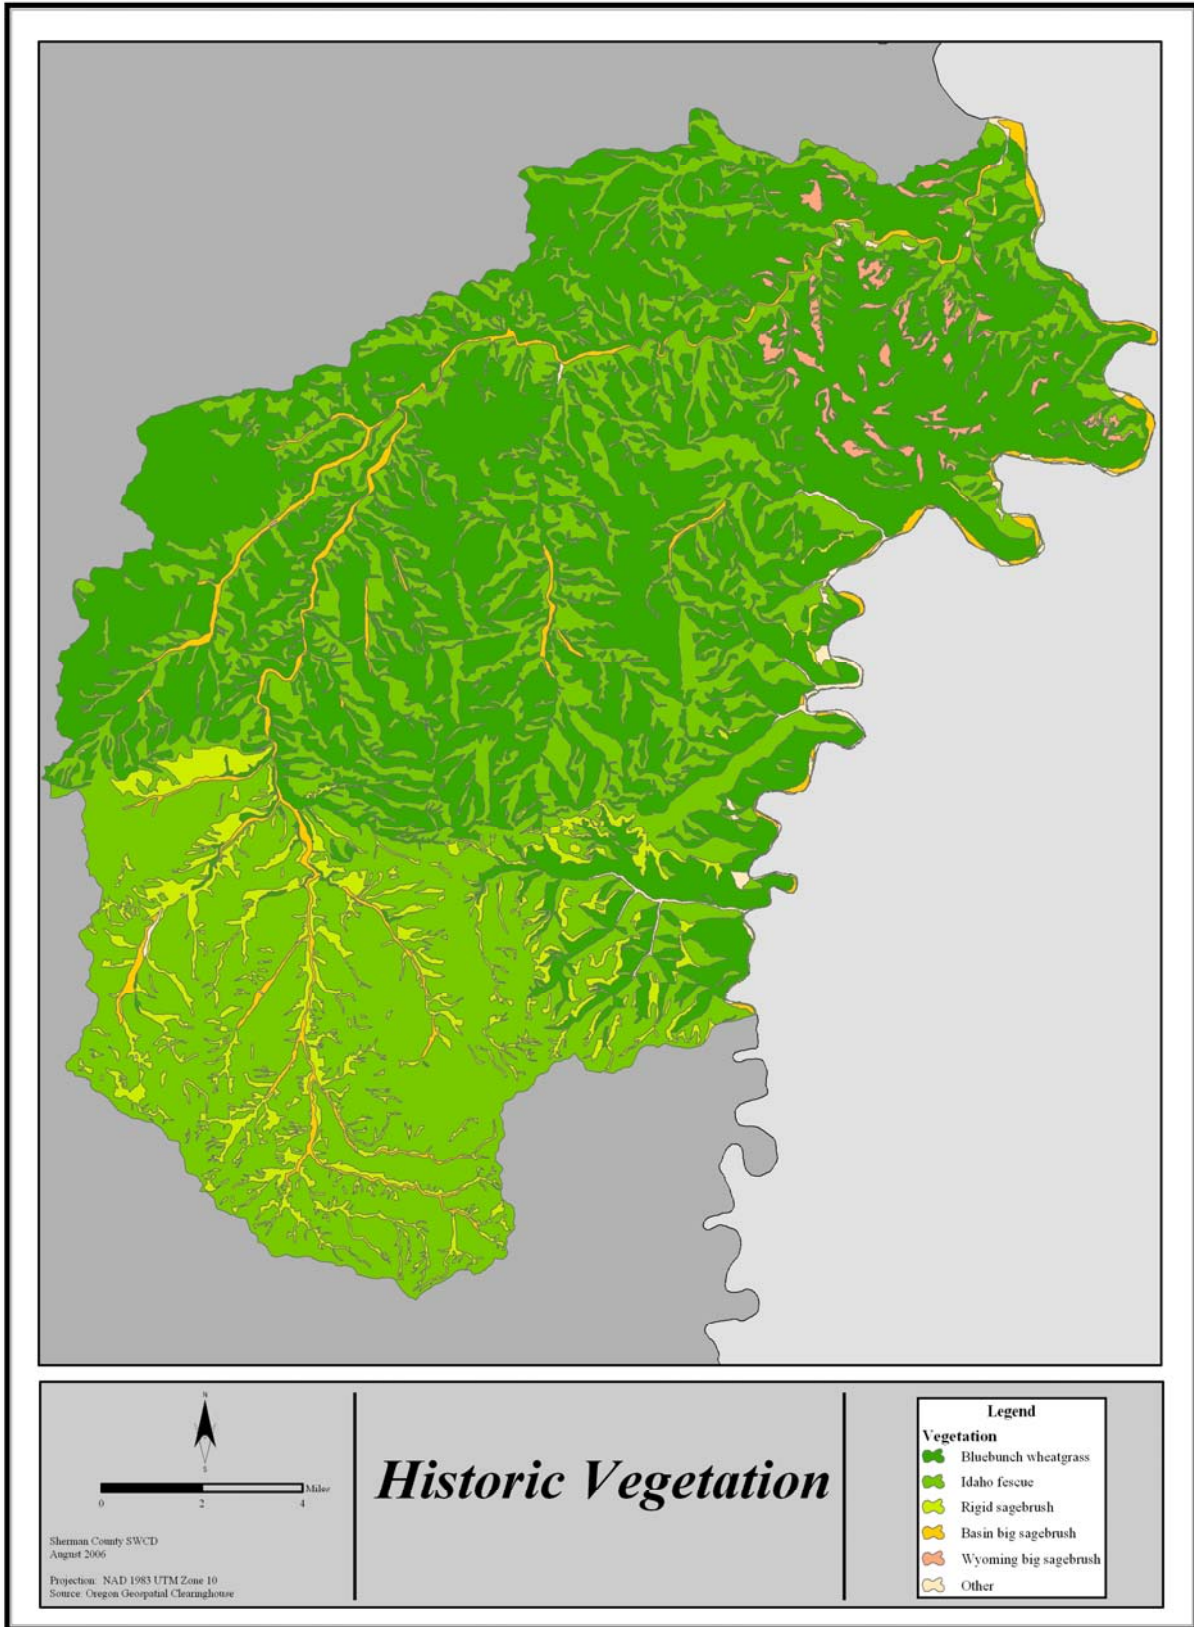 N
S
0 2 4 Miles
Sherman County SWCD
August 2006
Projection: NAD 1983 UTM Zone 10
Source: Oregon Geospatial Clearinghouse
Historic Vegetation
Legend
Vegetation
Bluebunch wheatgrass
Idaho fescue
Rigid sagebrush
Basin big sagebrush
Wyoming big sagebrush
Other